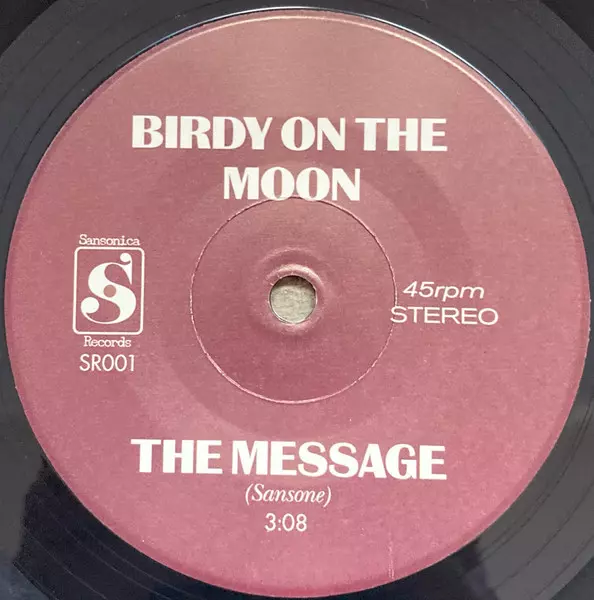 BIRDY ON THE
MOON
Sansonica
S
Records
SR001
45rpm
STEREO
THE MESSAGE
(Sansone)
3:08